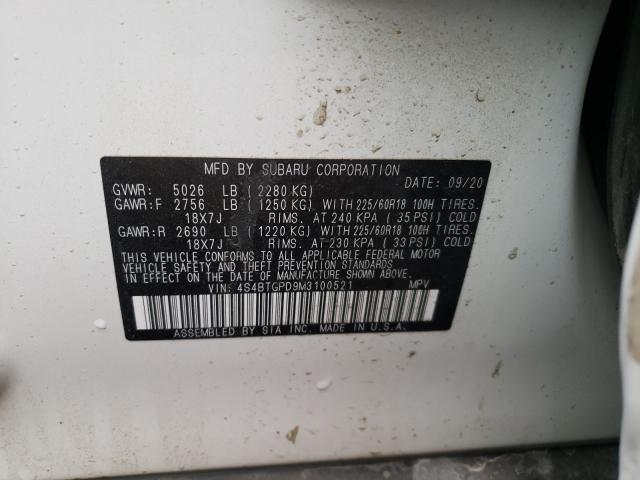 MFD BY SUBARU CORPORATION
DATE: 09/20
GVWR: 5026 LB (2280 KG)
GAWR:F 2756 LB (1250 KG) WITH 225/60R18 100H TIRES.
18X7J RIMS. AT 240 KPA (35 PSI) COLD
GAWR:R 2690 LB (1220 KG) WITH 225/60R18 100H TIRES.
18X7J RIMS. AT 230 KPA (33 PSI) COLD
THIS VEHICLE CONFORMS TO ALL APPLICABLE FEDERAL MOTOR
VEHICLE SAFETY AND THEFT PREVENTION STANDARDS
IN EFFECT ON THE DATE OF MANUFACTURE SHOWN ABOVE.
VIN: 4S4BTGPD9M3100521 MPV
ASSEMBLED BY SIA INC. MADE IN U.S.A.